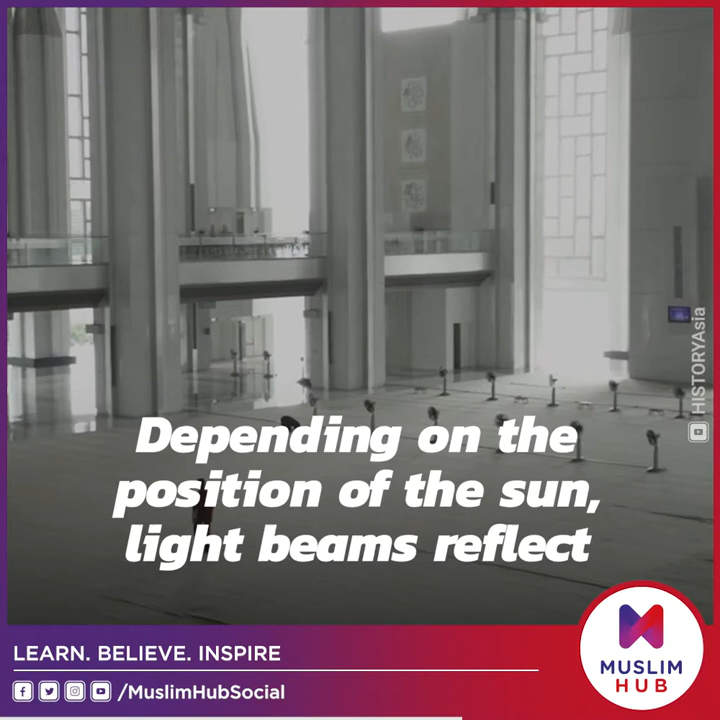 HISTORYAsia
Depending on the
position of the sun,
light beams reflect
LEARN. BELIEVE. INSPIRE
/MuslimHubSocial
MUSLIM
HUB